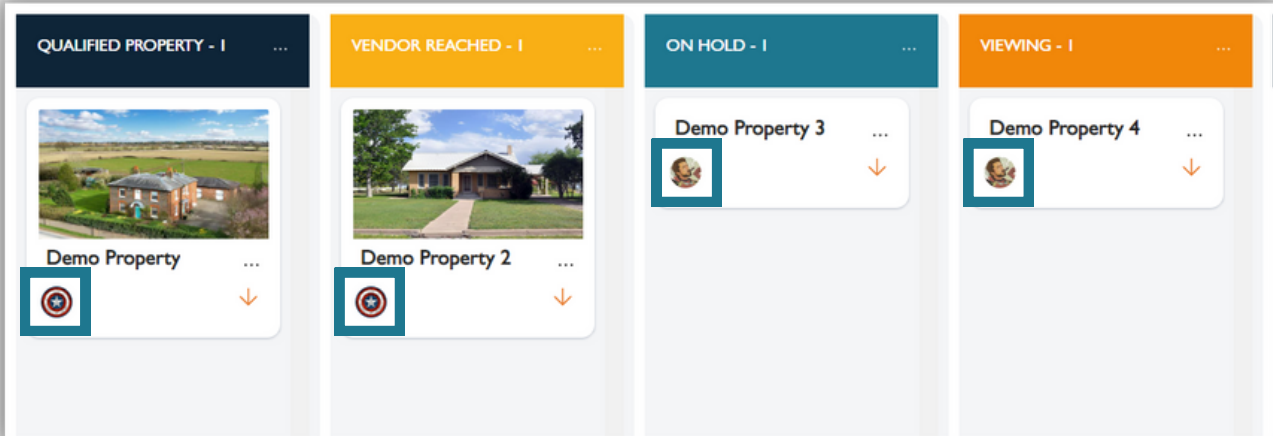 QUALIFIED PROPERTY - 1 ...
VENDOR REACHED - 1 ...
ON HOLD - 1 ...
VIEWING - 1 ...
Demo Property ...
Demo Property 2 ...
Demo Property 3 ...
Demo Property 4 ...